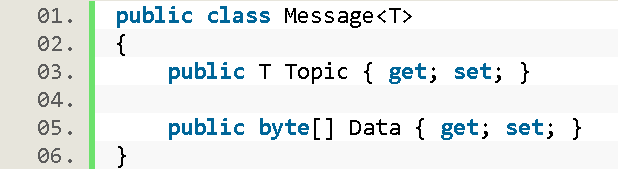 01. public class Message<T>
02. {
03.     public T Topic { get; set; }
04.
05.     public byte[] Data { get; set; }
06. }